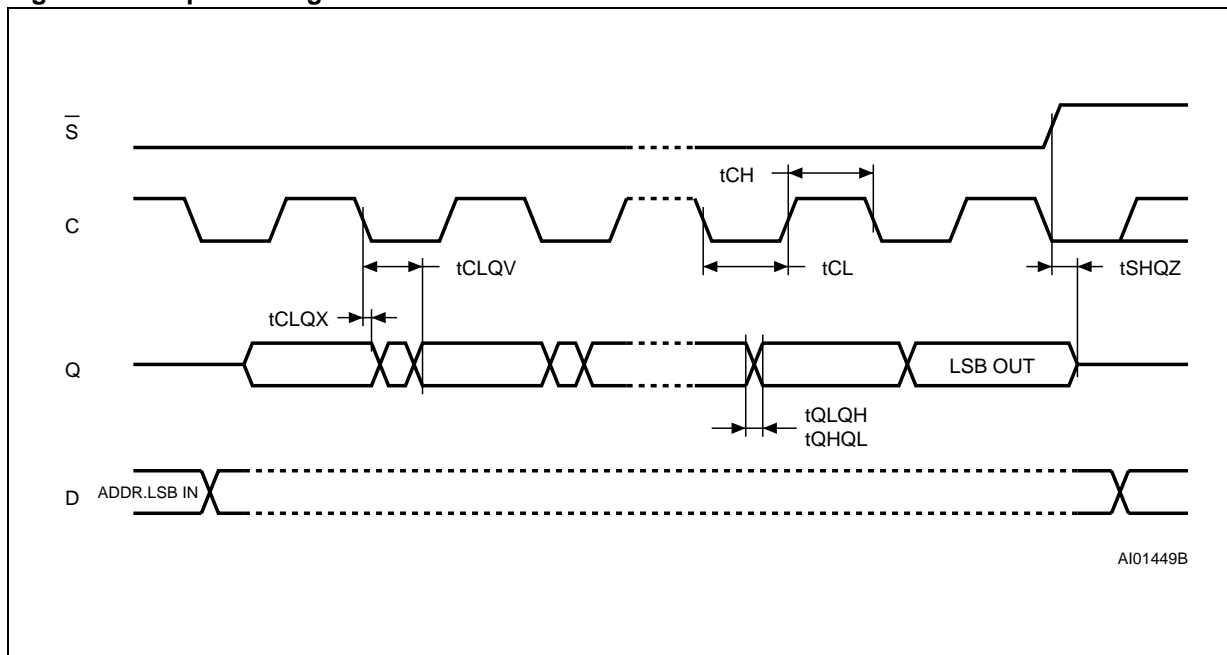 S
tCH
C
tCLQV
tCL
tSHQZ
tCLQX
Q
LSB OUT
tQLQH
tQHQL
D
ADDR.LSB IN
AI01449B